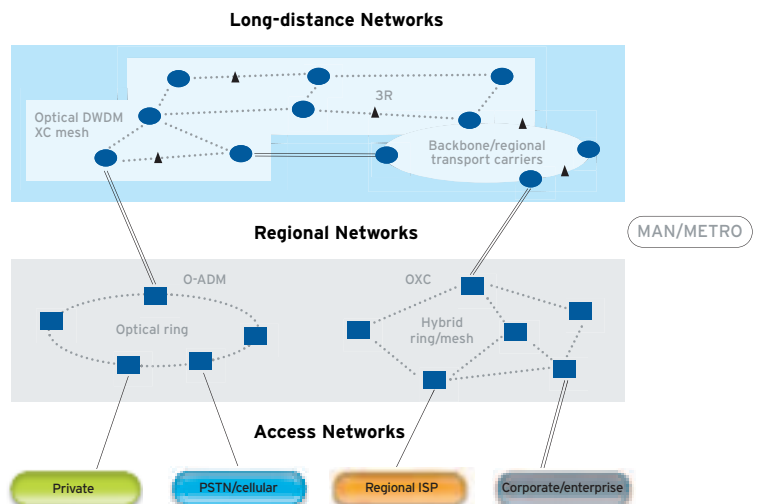 Long-distance Networks
3R
Optical DWDM
XC mesh
Backbone/regional
transport carriers
Regional Networks
MAN/METRO
O-ADM
OXC
Optical ring
Hybrid
ring/mesh
Access Networks
Private
PSTN/cellular
Regional ISP
Corporate/enterprise